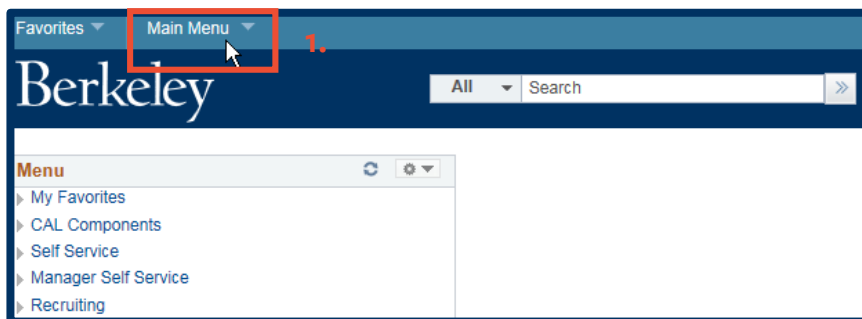 Favorites Main Menu
1.
Berkeley
All Search
Menu
My Favorites
CAL Components
Self Service
Manager Self Service
Recruiting